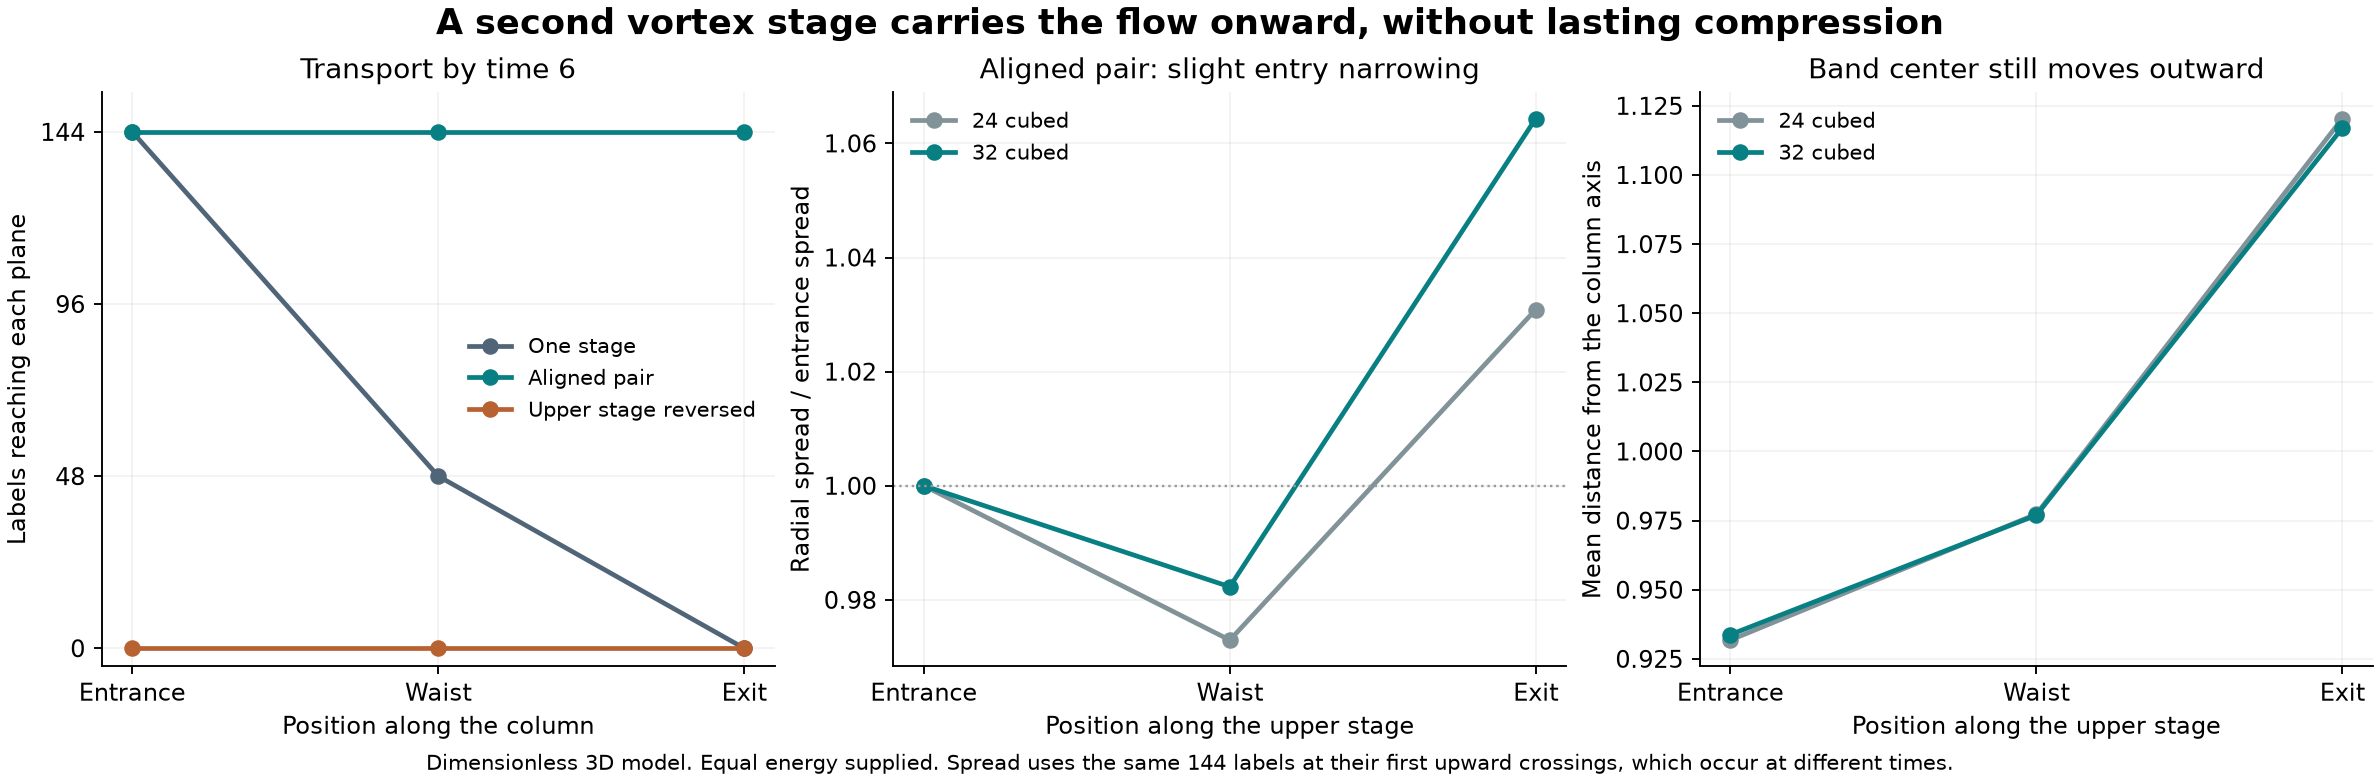 A second vortex stage carries the flow onward, without lasting compression
Transport by time 6
Labels reaching each plane
144
96
48
0
One stage
Aligned pair
Upper stage reversed
Entrance
Waist
Exit
Position along the column
Aligned pair: slight entry narrowing
Radial spread / entrance spread
1.06
1.04
1.02
1.00
0.98
24 cubed
32 cubed
Entrance
Waist
Exit
Position along the upper stage
Band center still moves outward
Mean distance from the column axis
1.125
1.100
1.075
1.050
1.025
1.000
0.975
0.950
0.925
24 cubed
32 cubed
Entrance
Waist
Exit
Position along the upper stage
Dimensionless 3D model. Equal energy supplied. Spread uses the same 144 labels at their first upward crossings, which occur at different times.